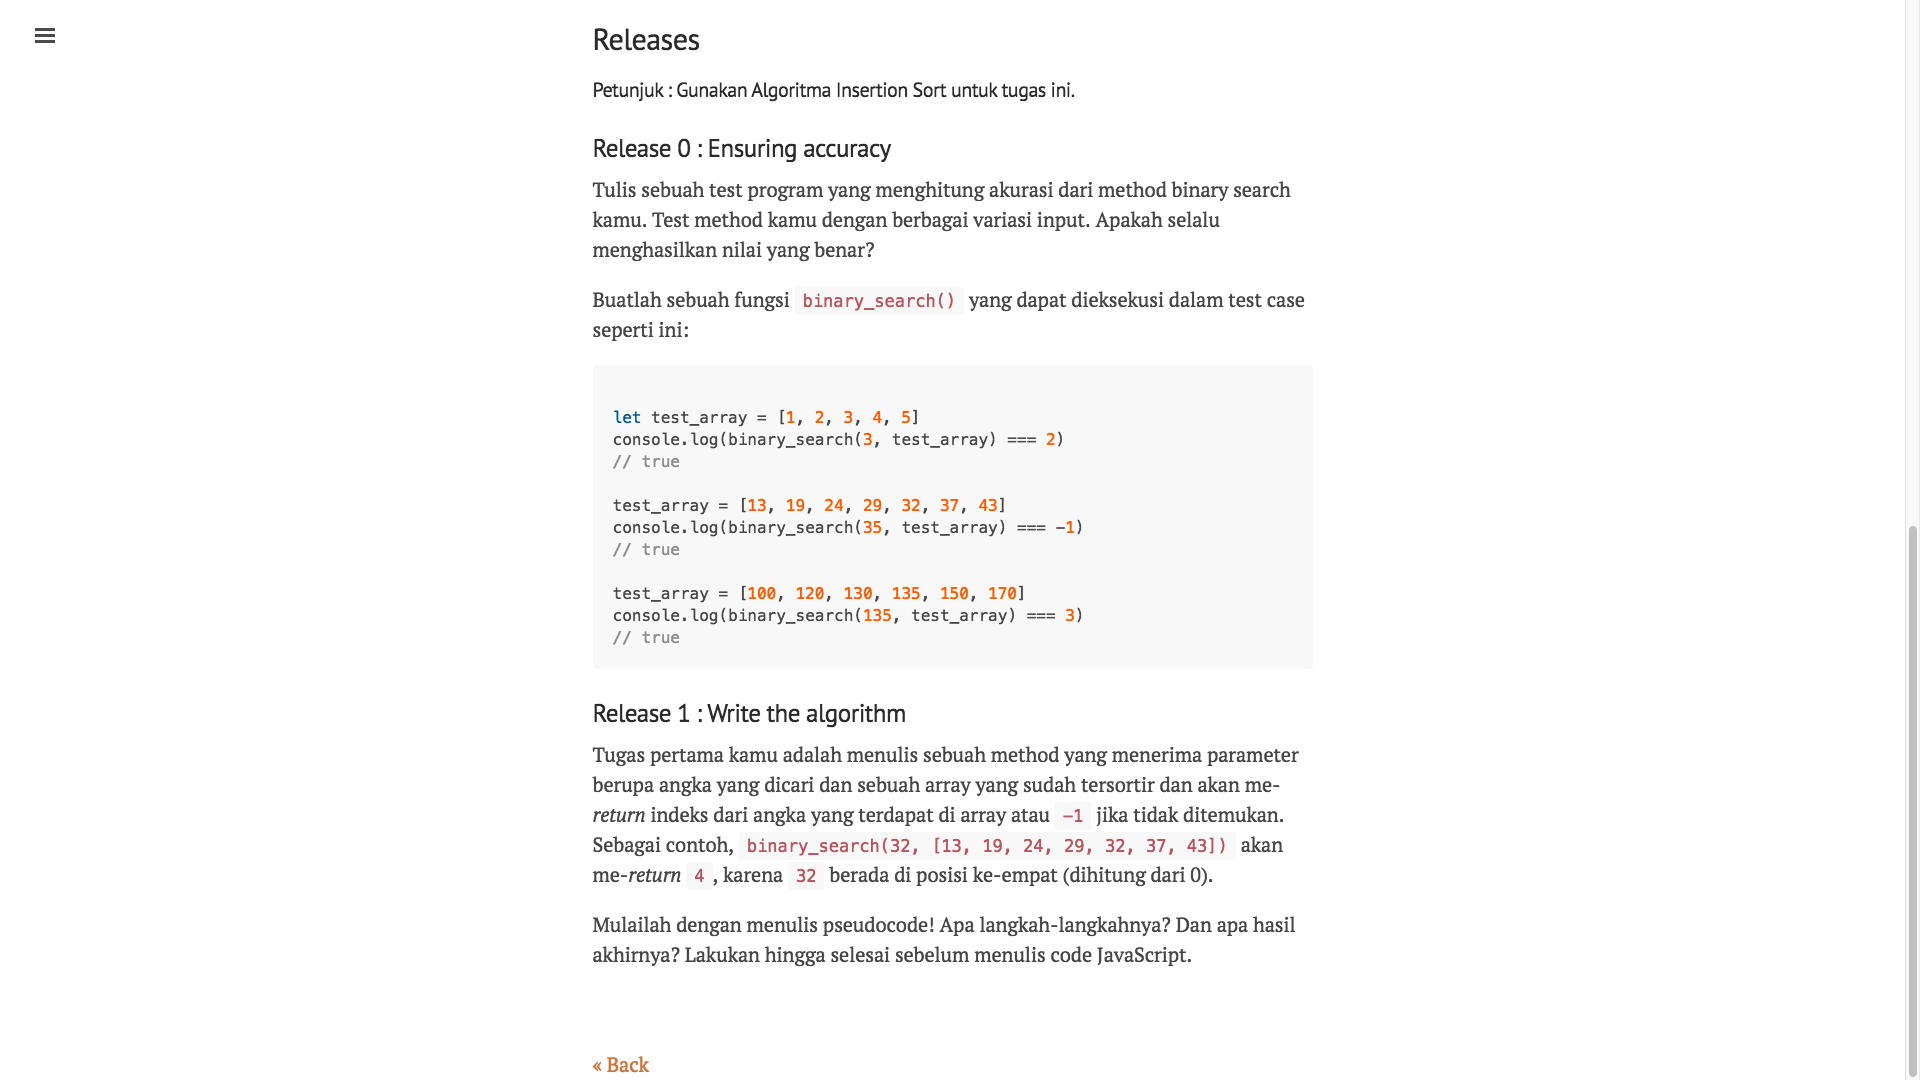 Releases
Petunjuk : Gunakan Algoritma Insertion Sort untuk tugas ini.
Release 0 : Ensuring accuracy
Tulis sebuah test program yang menghitung akurasi dari method binary search
kamu. Test method kamu dengan berbagai variasi input. Apakah selalu
menghasilkan nilai yang benar?
Buatlah sebuah fungsi binary_search() yang dapat dieksekusi dalam test case
seperti ini:
let test_array = [1, 2, 3, 4, 5]
console.log(binary_search(3, test_array) === 2)
// true
test_array = [13, 19, 24, 29, 32, 37, 43]
console.log(binary_search(35, test_array) === -1)
// true
test_array = [100, 120, 130, 135, 150, 170]
console.log(binary_search(135, test_array) === 3)
// true
Release 1 : Write the algorithm
Tugas pertama kamu adalah menulis sebuah method yang menerima parameter
berupa angka yang dicari dan sebuah array yang sudah tersortir dan akan me-
return indeks dari angka yang terdapat di array atau -1 jika tidak ditemukan.
Sebagai contoh, binary_search(32, [13, 19, 24, 29, 32, 37, 43]) akan
me-return 4 , karena 32 berada di posisi ke-empat (dihitung dari 0).
Mulailah dengan menulis pseudocode! Apa langkah-langkahnya? Dan apa hasil
akhirnya? Lakukan hingga selesai sebelum menulis code JavaScript.
« Back